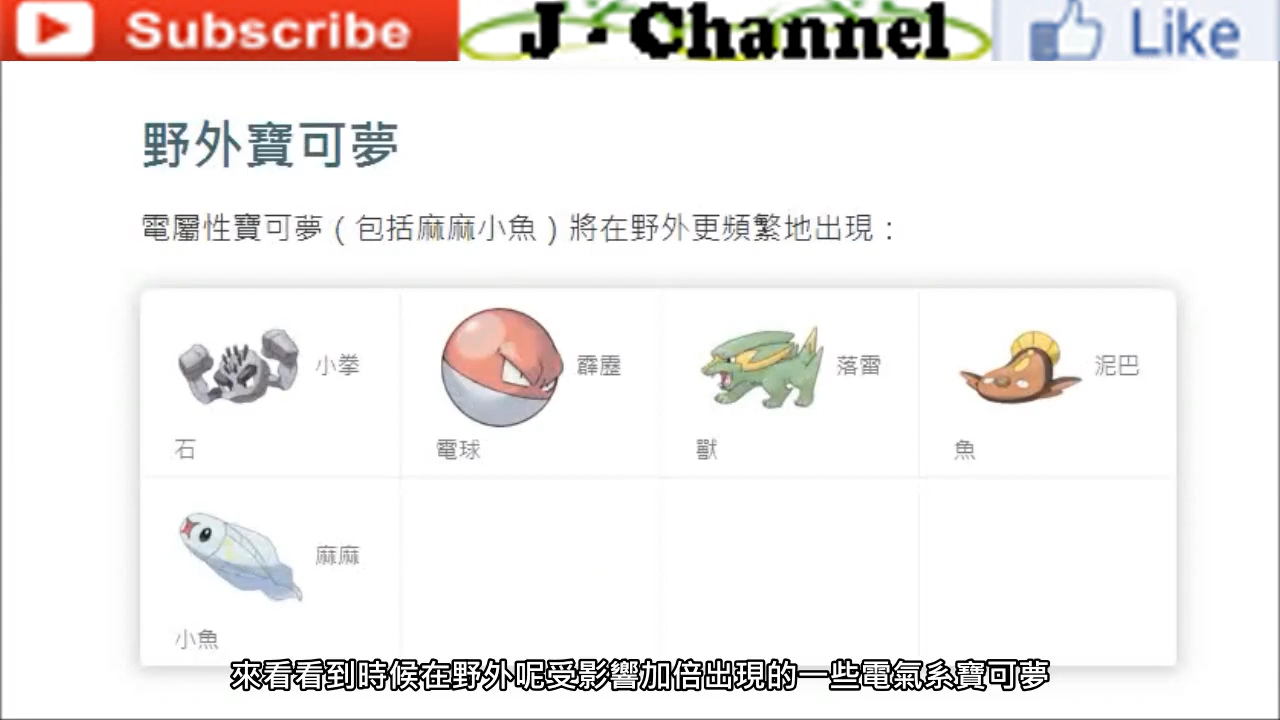 Subscribe
J · Channel
Like
野外寶可夢
電屬性寶可夢（包括麻麻小魚）將在野外更頻繁地出現：
小拳
石
霹靂
電球
落雷
獸
泥巴
魚
麻麻
小魚
來看看到時候在野外呢受影響加倍出現的一些電氣系寶可夢